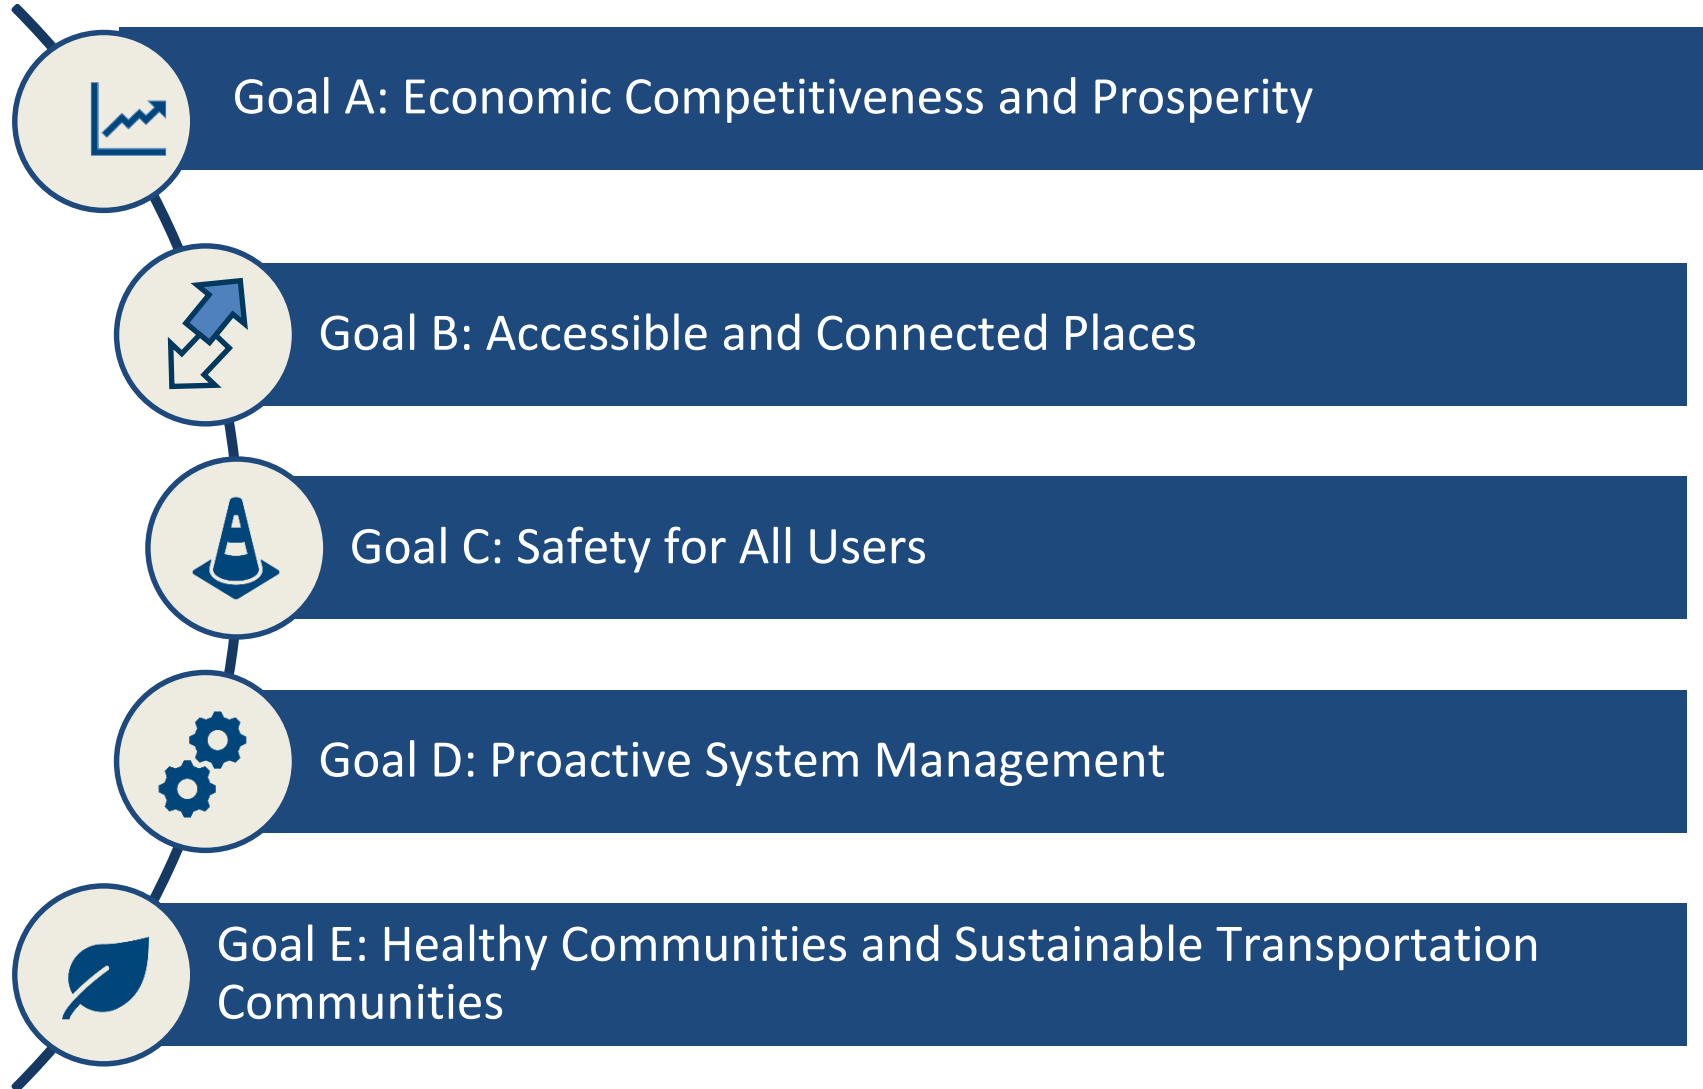 Goal A: Economic Competitiveness and Prosperity
Goal B: Accessible and Connected Places
Goal C: Safety for All Users
Goal D: Proactive System Management
Goal E: Healthy Communities and Sustainable Transportation
Communities